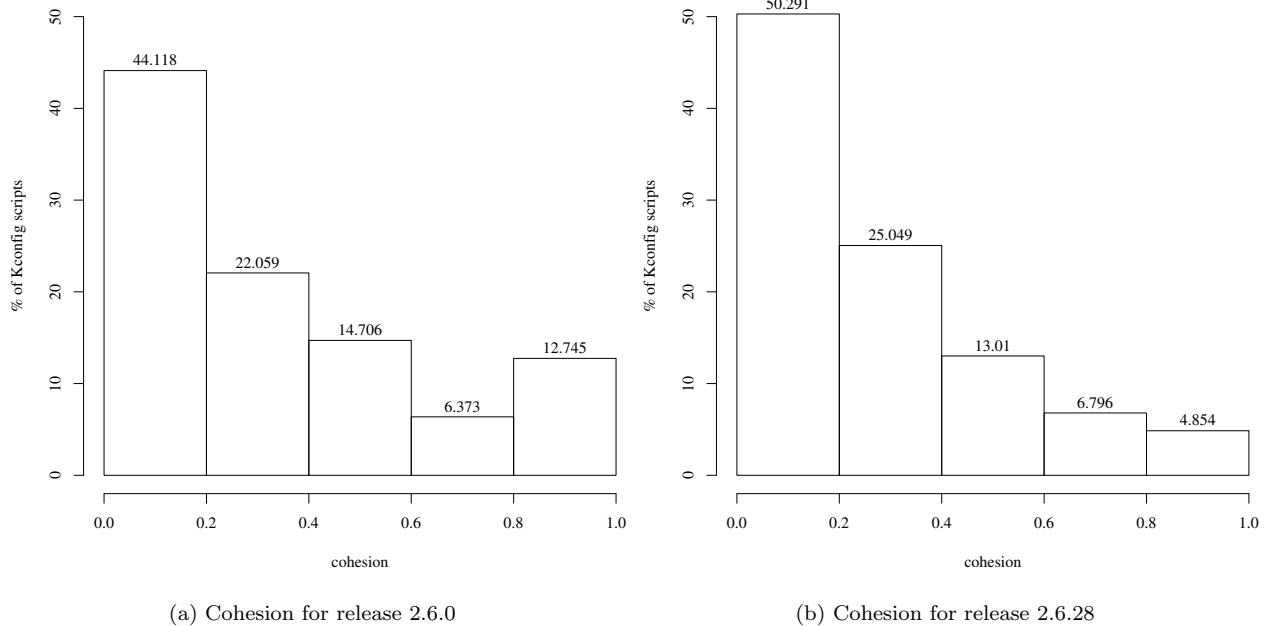 % of Kconfig scripts
50
40
30
20
10
0
44.118
22.059
14.706
6.373
12.745
0.0 0.2 0.4 0.6 0.8 1.0
cohesion
(a) Cohesion for release 2.6.0
% of Kconfig scripts
50
40
30
20
10
0
50.291
25.049
13.01
6.796
4.854
0.0 0.2 0.4 0.6 0.8 1.0
cohesion
(b) Cohesion for release 2.6.28